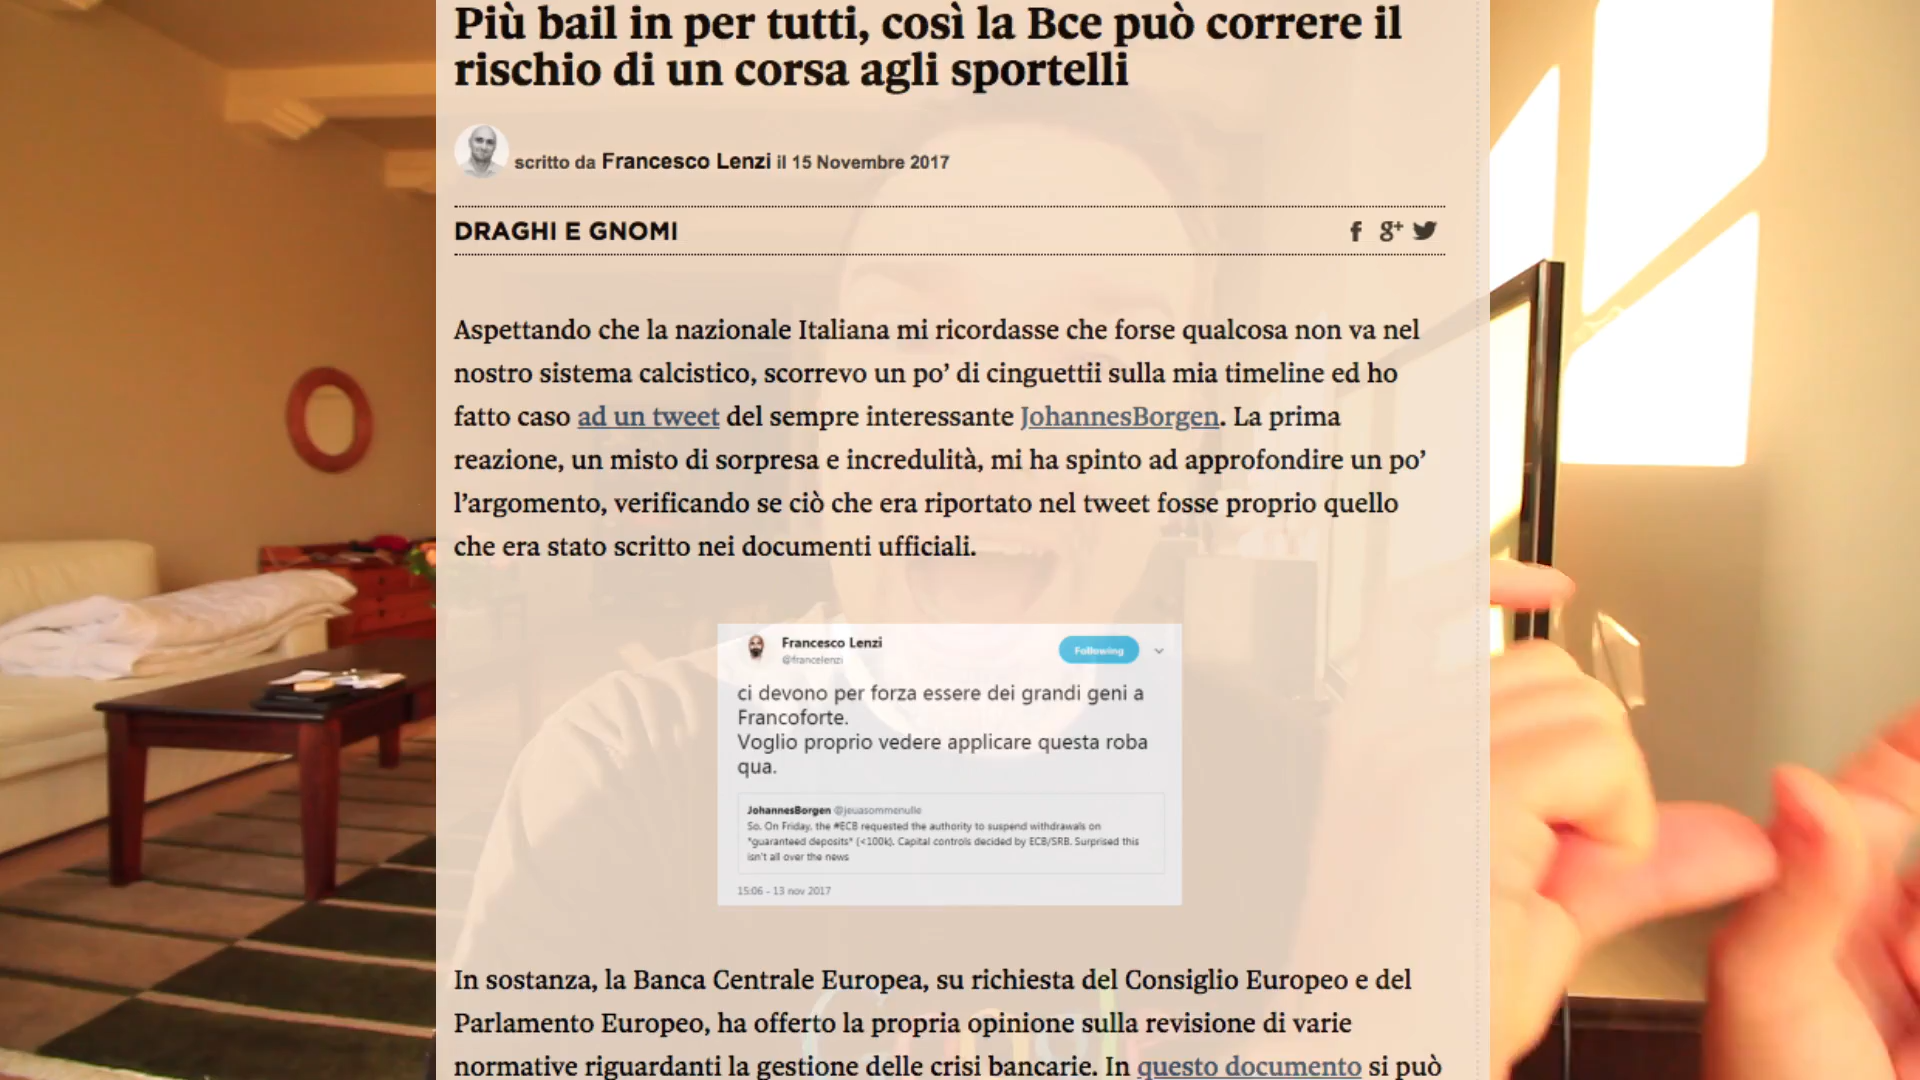 Più bail in per tutti, così la Bce può correre il
rischio di un corsa agli sportelli
scritto da Francesco Lenzi il 15 Novembre 2017
DRAGHI E GNOMI
f g+
Aspettando che la nazionale Italiana mi ricordasse che forse qualcosa non va nel
nostro sistema calcistico, scorrevo un po’ di cinguettii sulla mia timeline ed ho
fatto caso ad un tweet del sempre interessante JohannesBorgen. La prima
reazione, un misto di sorpresa e incredulità, mi ha spinto ad approfondire un po’
l’argomento, verificando se ciò che era riportato nel tweet fosse proprio quello
che era stato scritto nei documenti ufficiali.
Francesco Lenzi
@francelenzi
Following
ci devono per forza essere dei grandi geni a
Francoforte.
Voglio proprio vedere applicare questa roba
qua.
JohannesBorgen @jeuasommenulle
So. On Friday, the #ECB requested the authority to suspend withdrawals on
*guaranteed deposits* (<100k). Capital controls decided by ECB/SRB. Surprised this
isn't all over the news
15:06 - 13 nov 2017
In sostanza, la Banca Centrale Europea, su richiesta del Consiglio Europeo e del
Parlamento Europeo, ha offerto la propria opinione sulla revisione di varie
normative riguardanti la gestione delle crisi bancarie. In questo documento si può